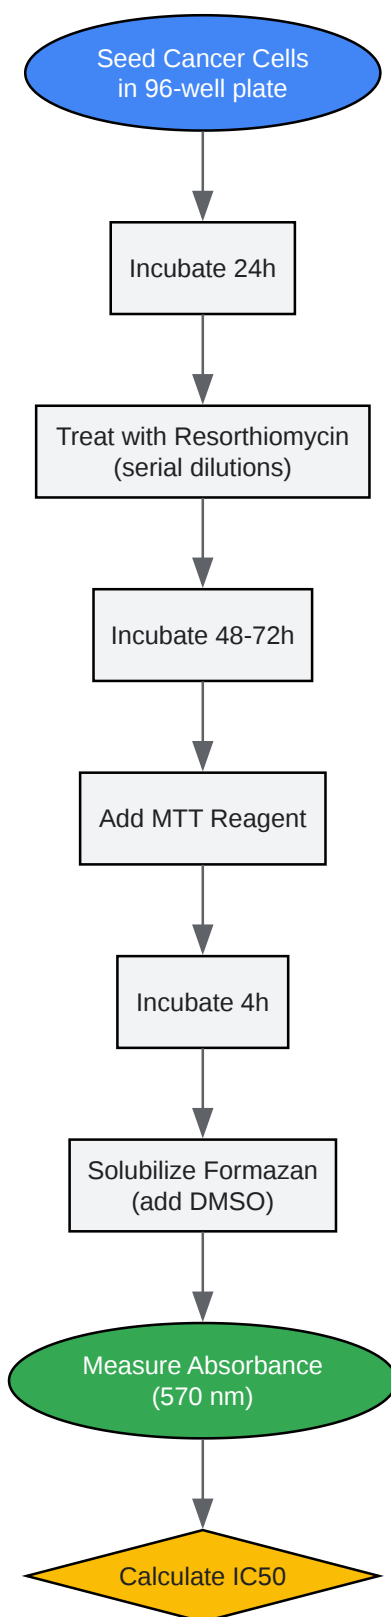 Seed Cancer Cells
in 96-well plate
Incubate 24h
Treat with Resorthiomycin
(serial dilutions)
Incubate 48-72h
Add MTT Reagent
Incubate 4h
Solubilize Formazan
(add DMSO)
Measure Absorbance
(570 nm)
Calculate IC50